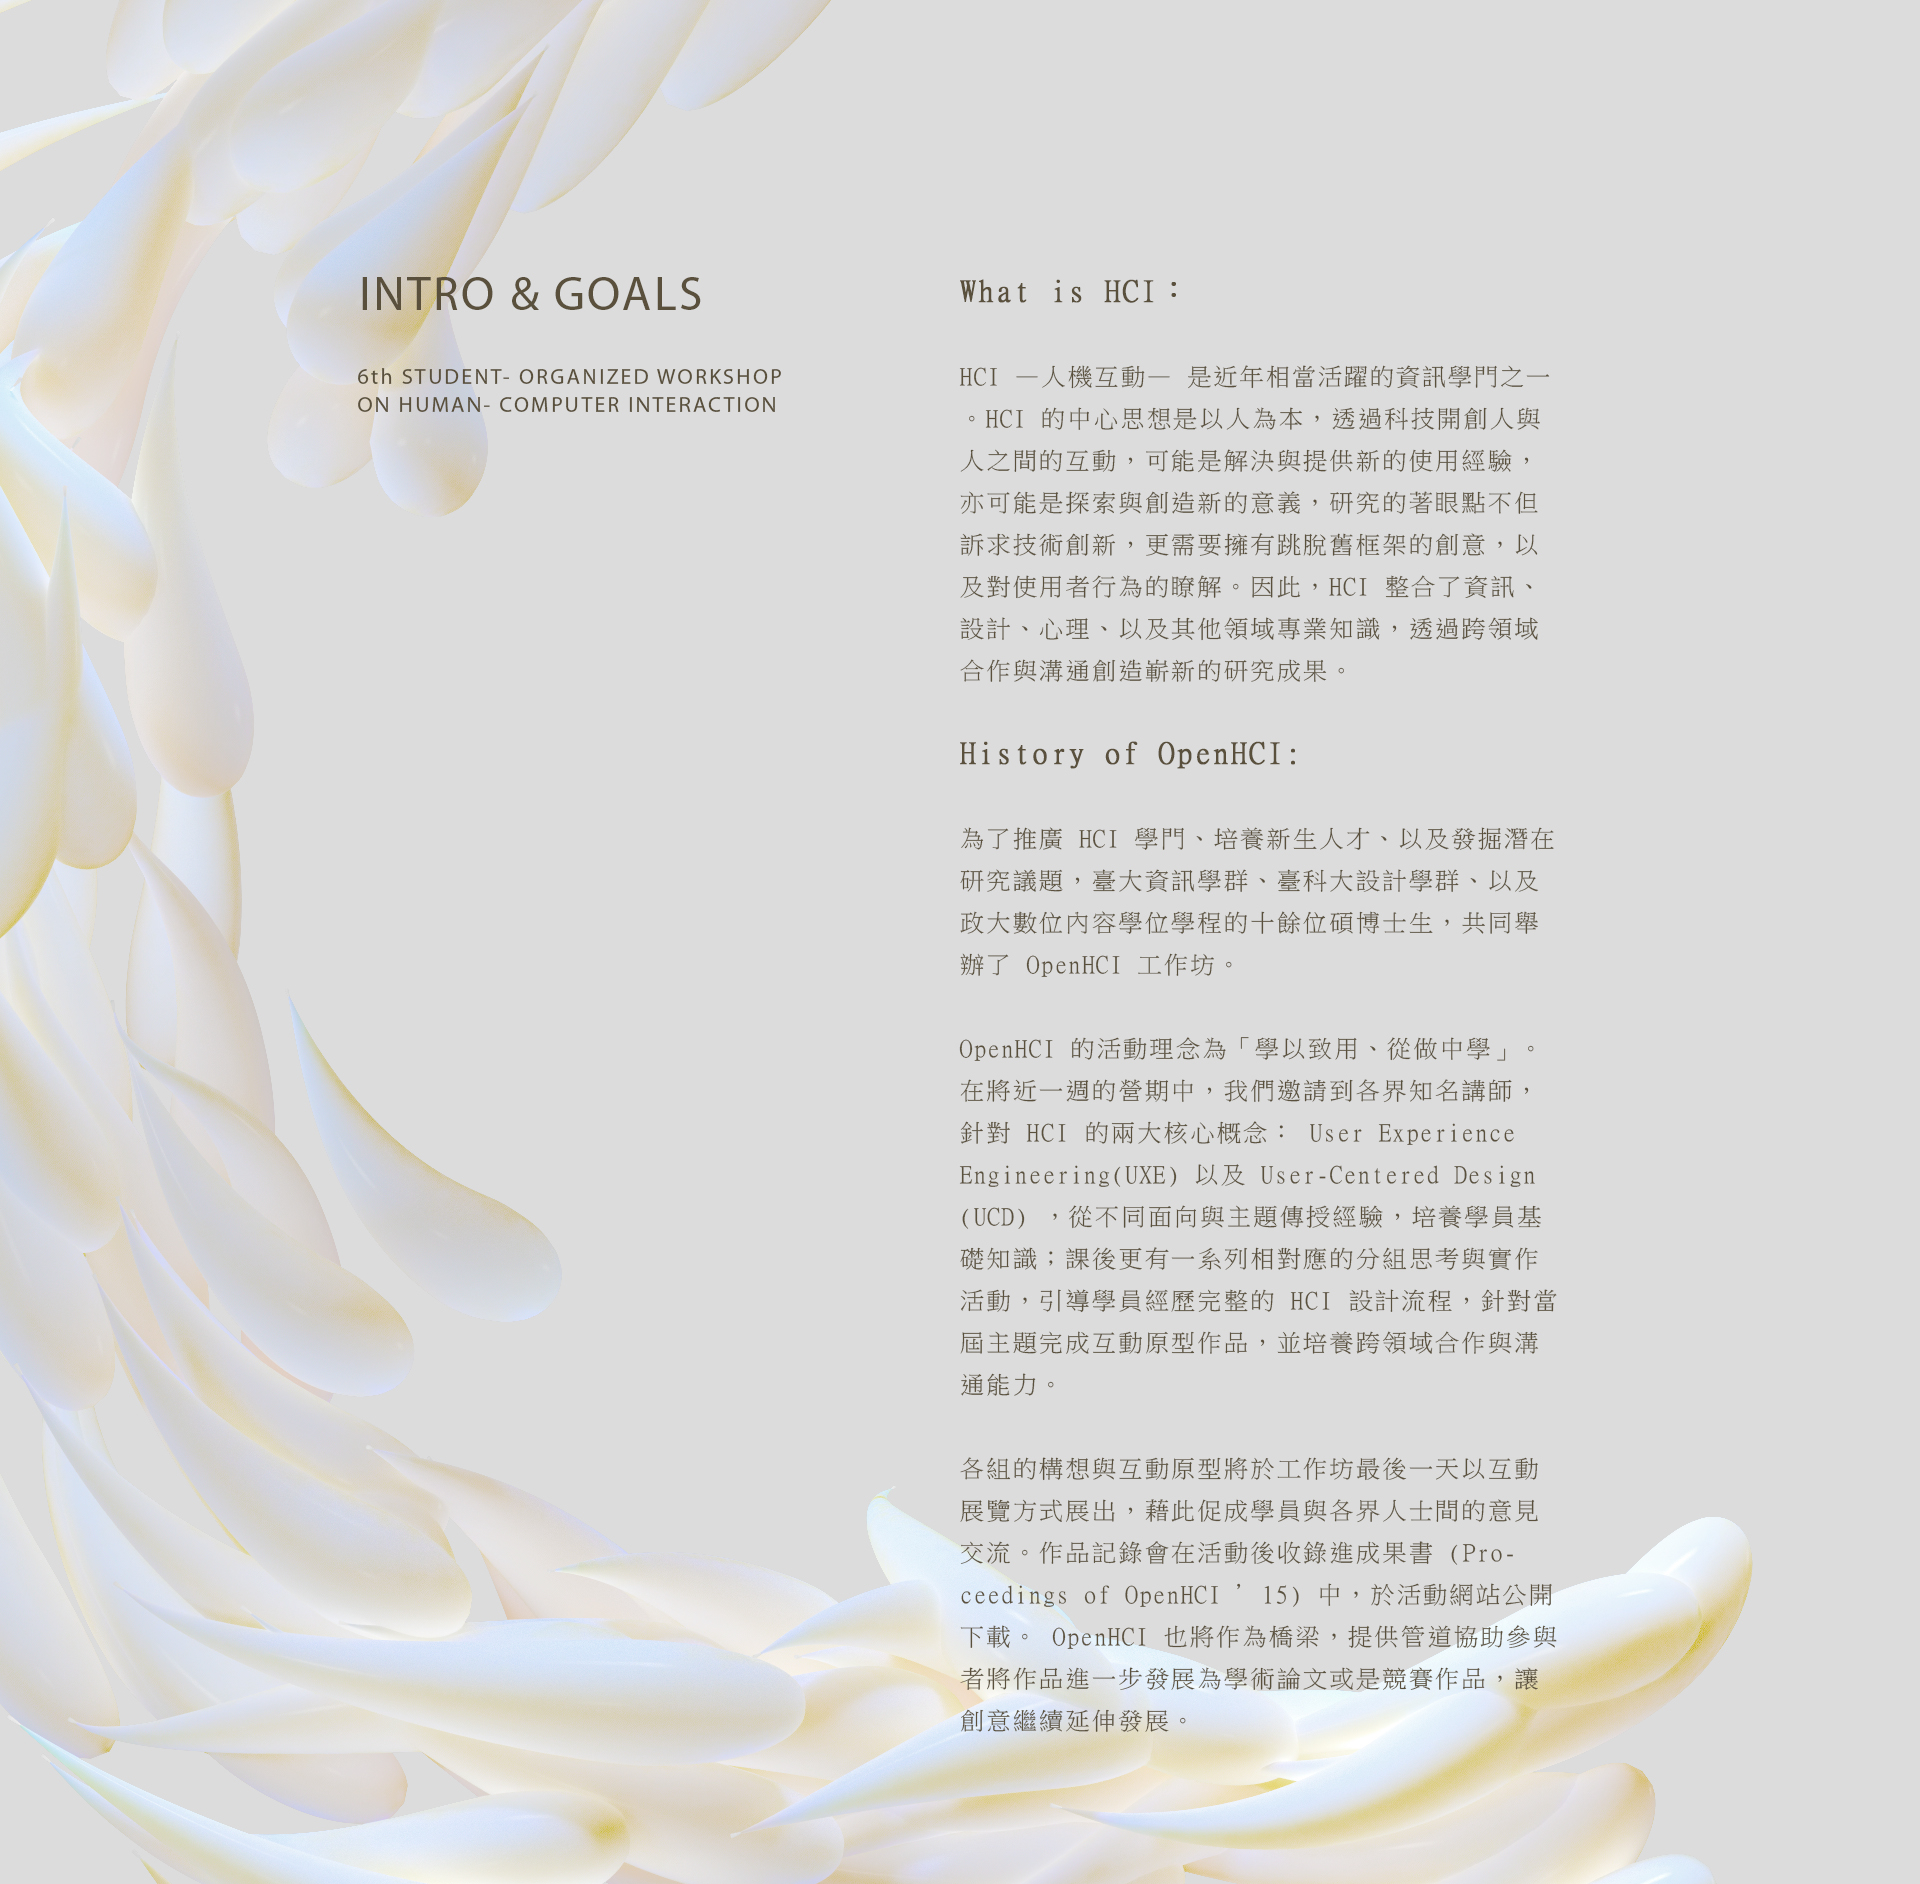 INTRO & GOALS
6th STUDENT- ORGANIZED WORKSHOP
ON HUMAN- COMPUTER INTERACTION
What is HCI：
HCI —人機互動— 是近年相當活躍的資訊學門之一
。HCI 的中心思想是以人為本，透過科技開創人與
人之間的互動，可能是解決與提供新的使用經驗，
亦可能是探索與創造新的意義，研究的著眼點不但
訴求技術創新，更需要擁有跳脫舊框架的創意，以
及對使用者行為的瞭解。因此，HCI 整合了資訊、
設計、心理、以及其他領域專業知識，透過跨領域
合作與溝通創造嶄新的研究成果。
History of OpenHCI:
為了推廣 HCI 學門、培養新生人才、以及發掘潛在
研究議題，臺大資訊學群、臺科大設計學群、以及
政大數位內容學位學程的十餘位碩博士生，共同舉
辦了 OpenHCI 工作坊。
OpenHCI 的活動理念為「學以致用、從做中學」。
在將近一週的營期中，我們邀請到各界知名講師，
針對 HCI 的兩大核心概念： User Experience
Engineering(UXE) 以及 User-Centered Design
(UCD) ，從不同面向與主題傳授經驗，培養學員基
礎知識；課後更有一系列相對應的分組思考與實作
活動，引導學員經歷完整的 HCI 設計流程，針對當
屆主題完成互動原型作品，並培養跨領域合作與溝
通能力。
各組的構想與互動原型將於工作坊最後一天以互動
展覽方式展出，藉此促成學員與各界人士間的意見
交流。作品記錄會在活動後收錄進成果書 (Pro-
ceedings of OpenHCI ’15) 中，於活動網站公開
下載。 OpenHCI 也將作為橋梁，提供管道協助參與
者將作品進一步發展為學術論文或是競賽作品，讓
創意繼續延伸發展。